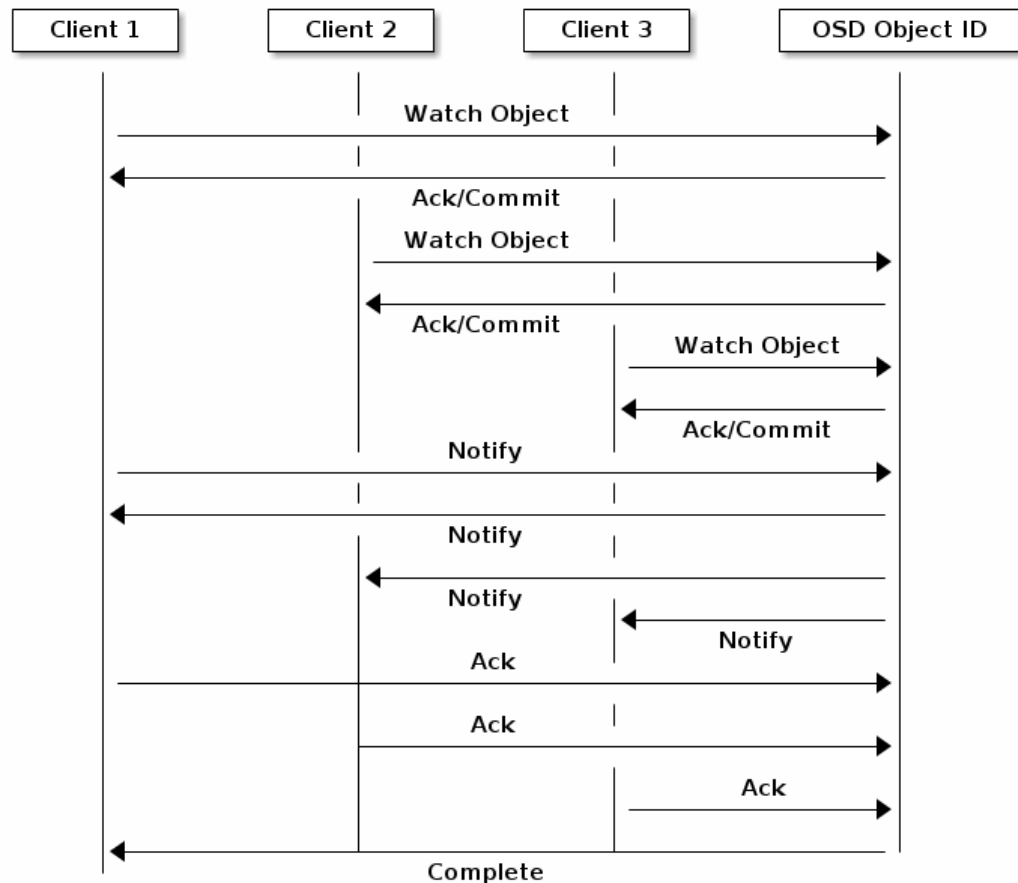 Client 1
Client 2
Client 3
OSD Object ID
Watch Object
Ack/Commit
Watch Object
Ack/Commit
Watch Object
Ack/Commit
Notify
Notify
Notify
Notify
Ack
Ack
Ack
Complete